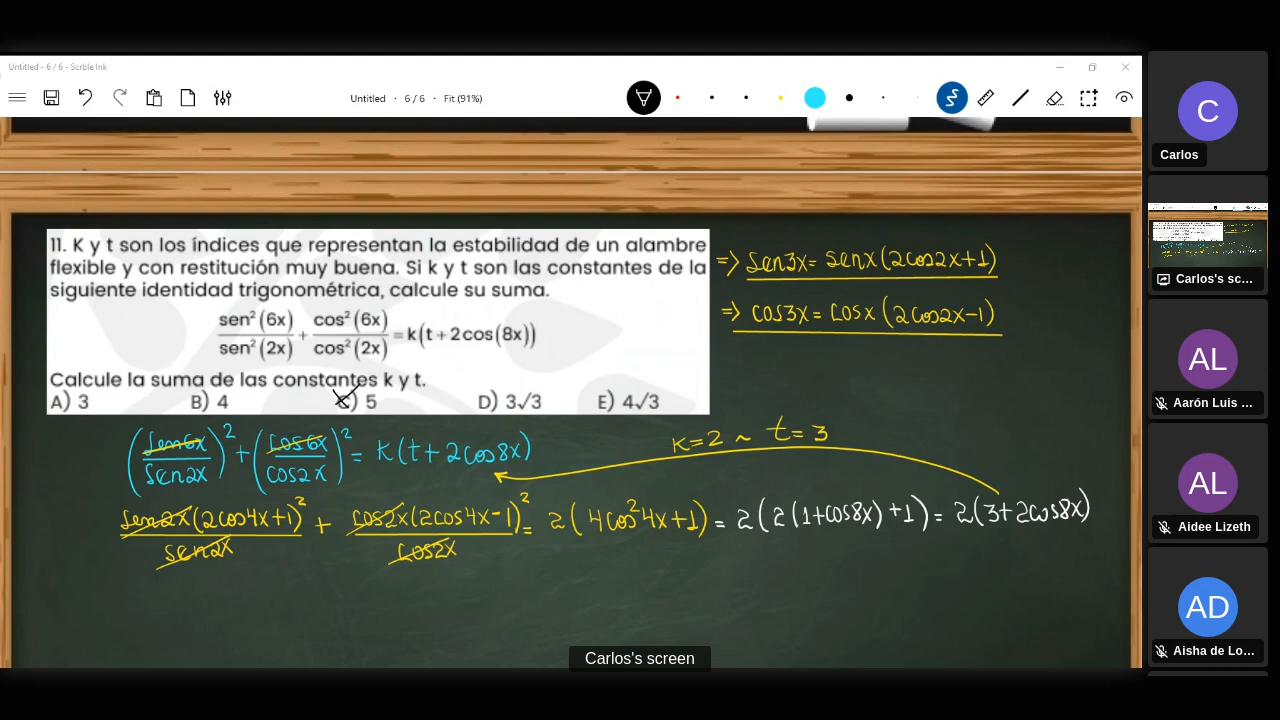 Untitled - 6 / 6 - Scrble Ink
Untitled · 6 / 6 · Fit (91%)
11. K y t son los índices que representan la estabilidad de un alambre
flexible y con restitución muy buena. Si k y t son las constantes de la
siguiente identidad trigonométrica, calcule su suma.
sen²(6x)/sen²(2x) + cos²(6x)/cos²(2x) = k(t + 2cos(8x))
Calcule la suma de las constantes k y t.
A) 3 B) 4 C) 5 D) 3√3 E) 4√3
=> Sen3x = senx(2cos2x+1)
=> cos3x = cosx(2cos2x-1)
(Sen6x/Sen2x)² + (cos6x/cos2x)² = K(t + 2cos8x)
K=2 ~ t=3
sen2x(2cos4x+1)²/sen2x + cos2x(2cos4x-1)²/cos2x = 2(4cos²4x+1) = 2(2(1+cos8x)+1) = 2(3+2cos8x)
Carlos's screen
C
Carlos
Carlos's sc...
AL
Aarón Luis ...
AL
Aidee Lizeth
AD
Aisha de Lo...